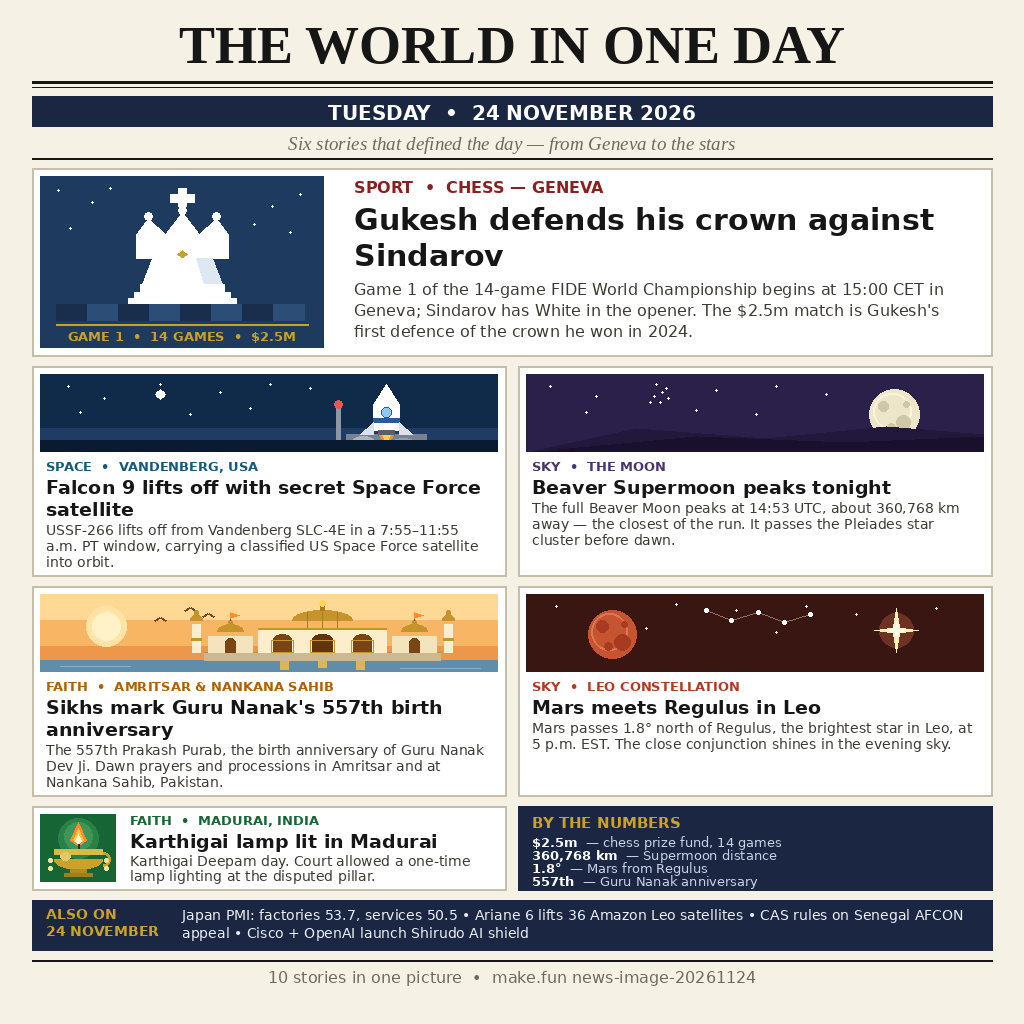 THE WORLD IN ONE DAY
TUESDAY • 24 NOVEMBER 2026
Six stories that defined the day — from Geneva to the stars
GAME 1 • 14 GAMES • $2.5M
SPORT • CHESS — GENEVA
Gukesh defends his crown against
Sindarov
Game 1 of the 14-game FIDE World Championship begins at 15:00 CET in
Geneva; Sindarov has White in the opener. The $2.5m match is Gukesh's
first defence of the crown he won in 2024.
SPACE • VANDENBERG, USA
Falcon 9 lifts off with secret Space Force
satellite
USSF-266 lifts off from Vandenberg SLC-4E in a 7:55–11:55
a.m. PT window, carrying a classified US Space Force satellite
into orbit.
SKY • THE MOON
Beaver Supermoon peaks tonight
The full Beaver Moon peaks at 14:53 UTC, about 360,768 km
away — the closest of the run. It passes the Pleiades star
cluster before dawn.
FAITH • AMRITSAR & NANKANA SAHIB
Sikhs mark Guru Nanak's 557th birth
anniversary
The 557th Prakash Purab, the birth anniversary of Guru Nanak
Dev Ji. Dawn prayers and processions in Amritsar and at
Nankana Sahib, Pakistan.
SKY • LEO CONSTELLATION
Mars meets Regulus in Leo
Mars passes 1.8° north of Regulus, the brightest star in Leo, at
5 p.m. EST. The close conjunction shines in the evening sky.
FAITH • MADURAI, INDIA
Karthigai lamp lit in Madurai
Karthigai Deepam day. Court allowed a one-time
lamp lighting at the disputed pillar.
BY THE NUMBERS
$2.5m — chess prize fund, 14 games
360,768 km — Supermoon distance
1.8° — Mars from Regulus
557th — Guru Nanak anniversary
ALSO ON
24 NOVEMBER
Japan PMI: factories 53.7, services 50.5 • Ariane 6 lifts 36 Amazon Leo satellites • CAS rules on Senegal AFCON
appeal • Cisco + OpenAI launch Shirudo AI shield
10 stories in one picture • make.fun news-image-20261124